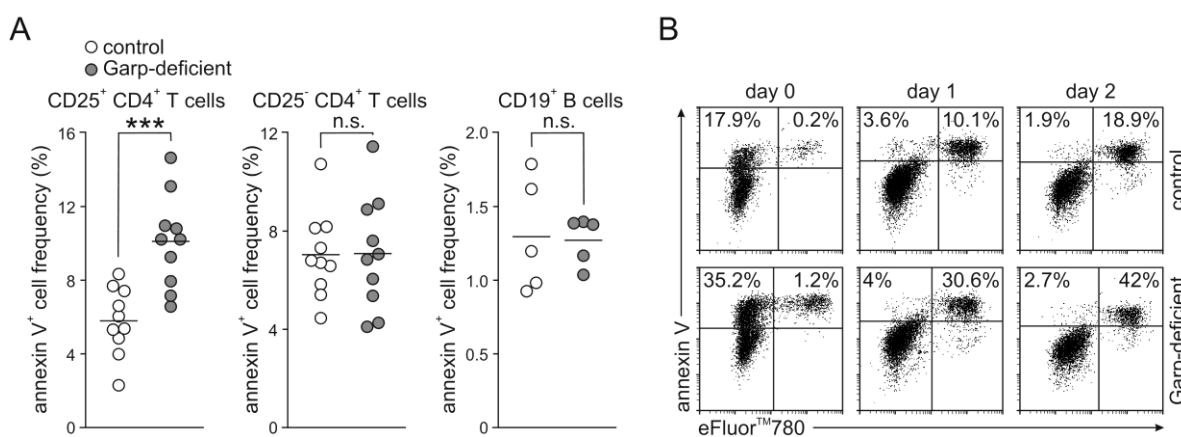 A
control
Garp-deficient
CD25⁺ CD4⁺ T cells
***
annexin V⁺ cell frequency (%)
16
12
8
4
0
CD25⁻ CD4⁺ T cells
n.s.
annexin V⁺ cell frequency (%)
12
8
4
0
CD19⁺ B cells
n.s.
annexin V⁺ cell frequency (%)
2.0
1.5
1.0
0.5
0
B
day 0 day 1 day 2
17.9% 0.2% 3.6% 10.1% 1.9% 18.9%
control
35.2% 1.2% 4% 30.6% 2.7% 42%
Garp-deficient
annexin V
eFluor™780